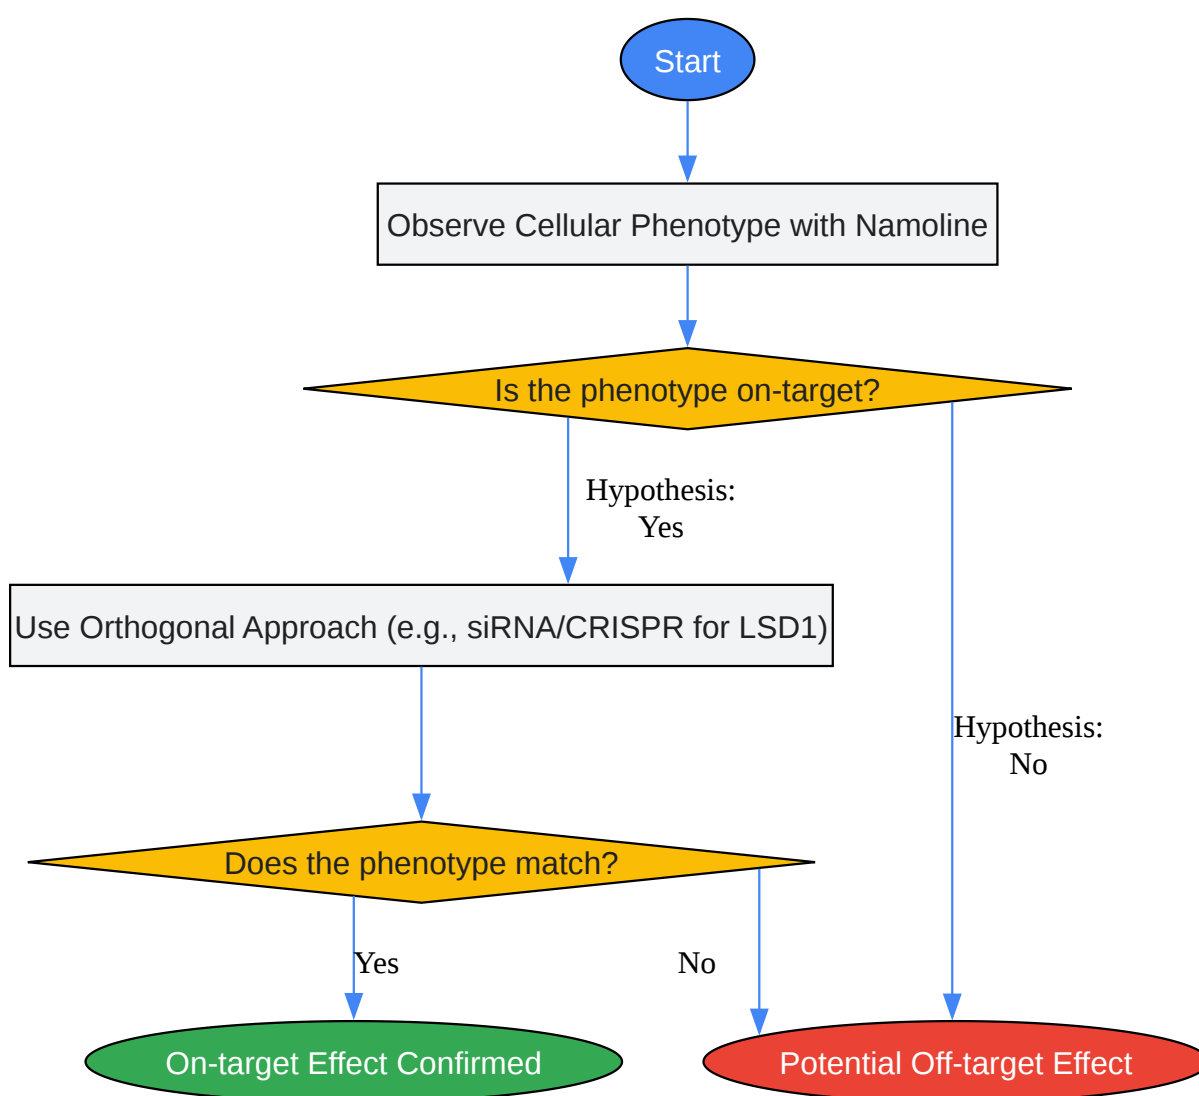 Start
Observe Cellular Phenotype with Namoline
Is the phenotype on-target?
Hypothesis:
Yes
Use Orthogonal Approach (e.g., siRNA/CRISPR for LSD1)
Hypothesis:
No
Does the phenotype match?
Yes
No
On-target Effect Confirmed
Potential Off-target Effect